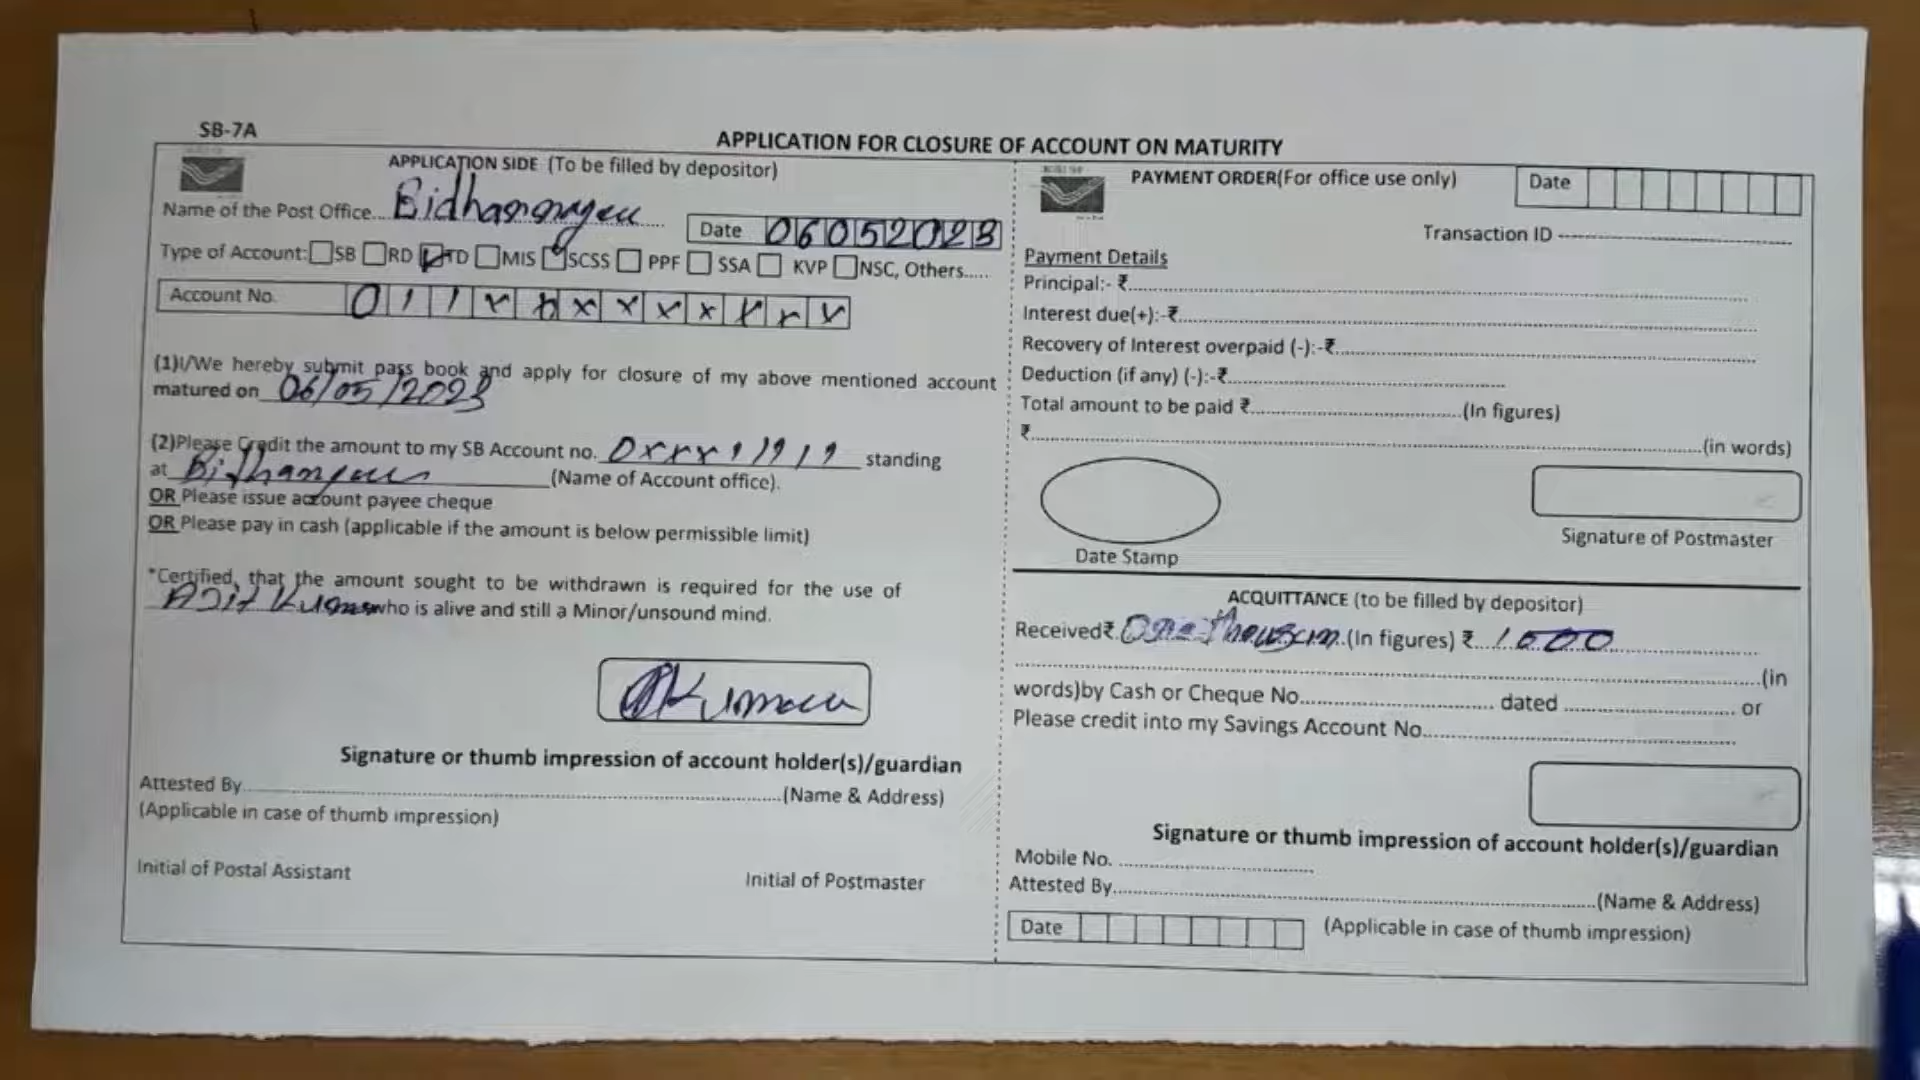 SB-7A
APPLICATION FOR CLOSURE OF ACCOUNT ON MATURITY
APPLICATION SIDE (To be filled by depositor)
Name of the Post Office...
Date 06052023
Type of Account: SB RD TD MIS SCSS PPF SSA KVP NSC, Others.....
Account No. 0 1 1 x x x x x x x x x
(1)I/We hereby submit pass book and apply for closure of my above mentioned account
matured on 06/05/2023
(2)Please Credit the amount to my SB Account no. standing
at (Name of Account office).
OR Please issue account payee cheque
OR Please pay in cash (applicable if the amount is below permissible limit)
*Certified, that the amount sought to be withdrawn is required for the use of
who is alive and still a Minor/unsound mind.
Signature or thumb impression of account holder(s)/guardian
Attested By (Name & Address)
(Applicable in case of thumb impression)
Initial of Postal Assistant Initial of Postmaster
PAYMENT ORDER(For office use only) Date
Transaction ID
Payment Details
Principal:- ₹
Interest due(+):-₹
Recovery of Interest overpaid (-):-₹
Deduction (if any) (-):-₹
Total amount to be paid ₹ (In figures)
₹ (in words)
Date Stamp
Signature of Postmaster
ACQUITTANCE (to be filled by depositor)
Received₹ One (In figures) ₹ 1000
(in
words)by Cash or Cheque No. dated or
Please credit into my Savings Account No.
Signature or thumb impression of account holder(s)/guardian
Mobile No.
Attested By (Name & Address)
Date (Applicable in case of thumb impression)